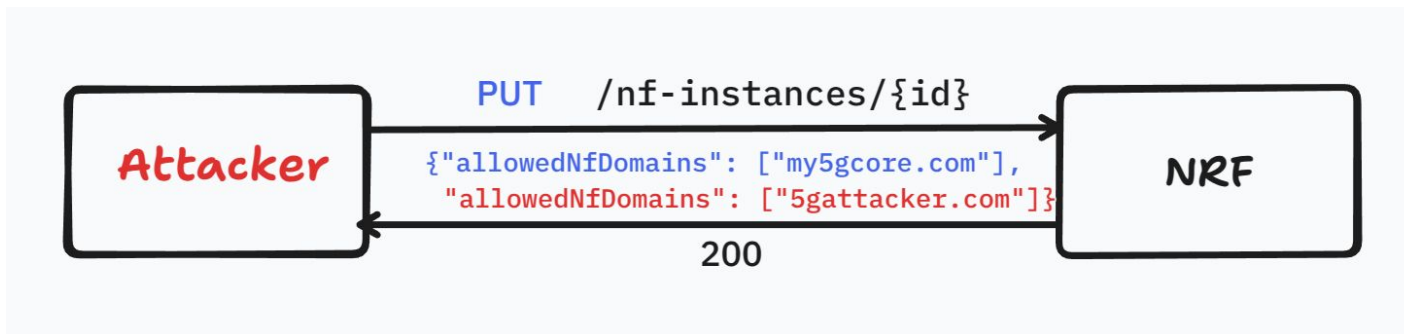 PUT /nf-instances/{id}
Attacker
{"allowedNfDomains": ["my5gcore.com"],
"allowedNfDomains": ["5gattacker.com"]}
NRF
200